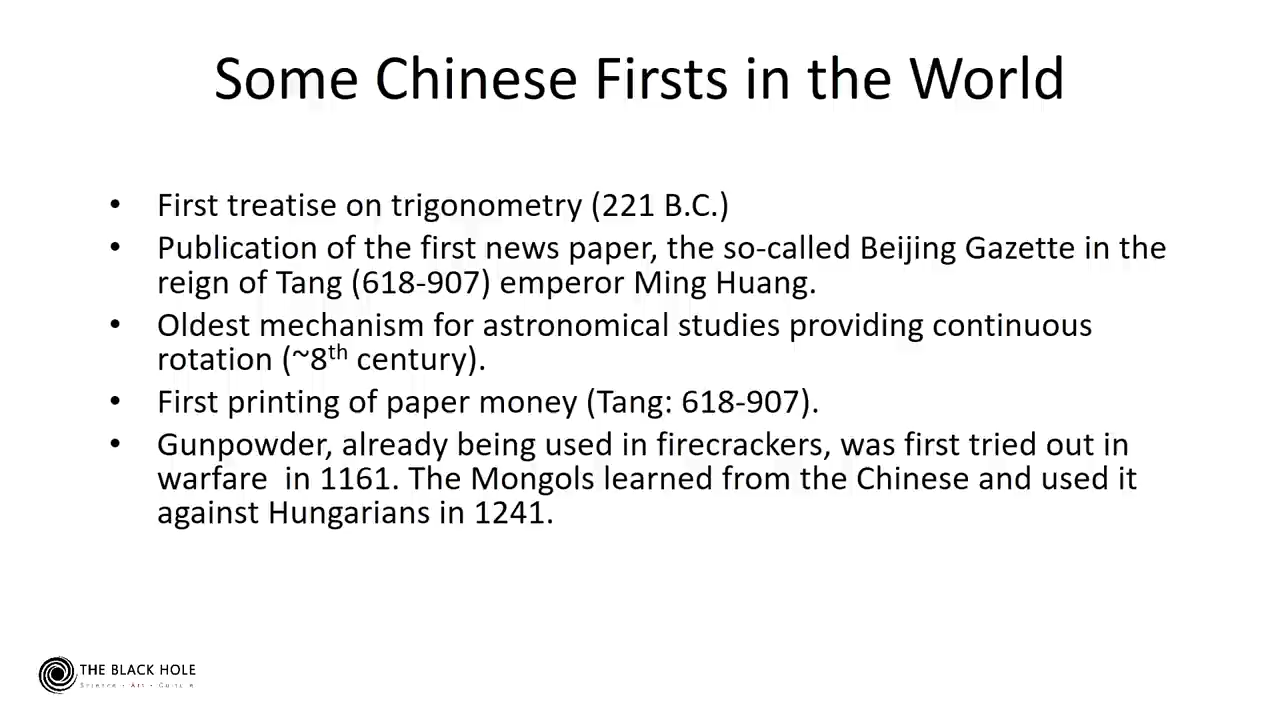 Some Chinese Firsts in the World
• First treatise on trigonometry (221 B.C.)
• Publication of the first news paper, the so-called Beijing Gazette in the
reign of Tang (618-907) emperor Ming Huang.
• Oldest mechanism for astronomical studies providing continuous
rotation (~8th century).
• First printing of paper money (Tang: 618-907).
• Gunpowder, already being used in firecrackers, was first tried out in
warfare  in 1161. The Mongols learned from the Chinese and used it
against Hungarians in 1241.
THE BLACK HOLE
Science • Art • Culture